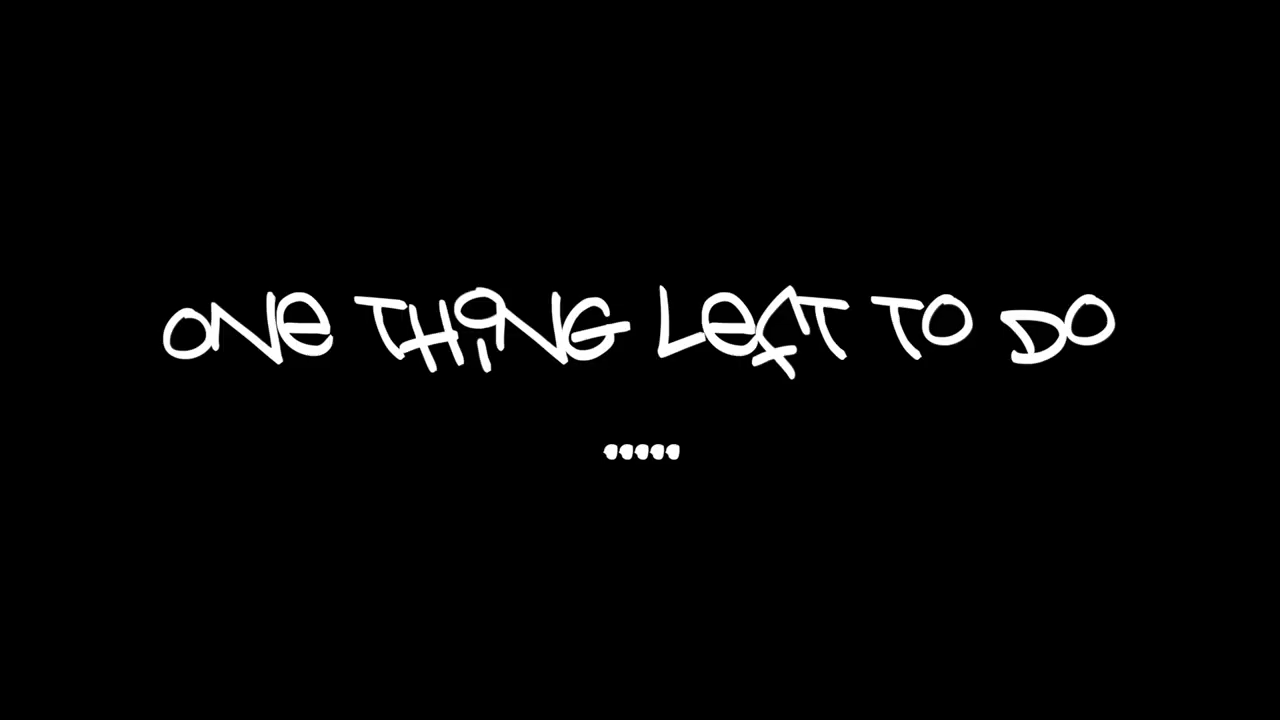 ONe THiNG LefT TO DO
.....